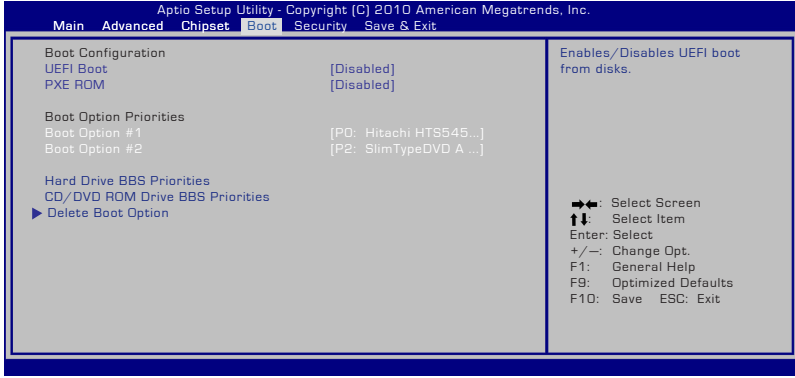 Aptio Setup Utility - Copyright (C) 2010 American Megatrends, Inc.
Main Advanced Chipset Boot Security Save & Exit
Boot Configuration
UEFI Boot [Disabled]
PXE ROM [Disabled]
Boot Option Priorities
Boot Option #1 [P0: Hitachi HTS545...]
Boot Option #2 [P2: SlimTypeDVD A ...]
Hard Drive BBS Priorities
CD/DVD ROM Drive BBS Priorities
Delete Boot Option
Enables/Disables UEFI boot
from disks.
→←: Select Screen
↑↓: Select Item
Enter: Select
+/—: Change Opt.
F1: General Help
F9: Optimized Defaults
F10: Save ESC: Exit